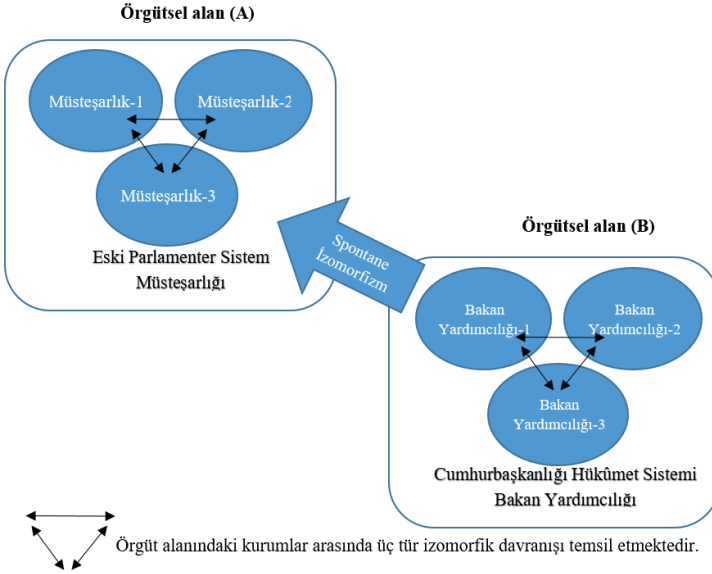 Örgütsel alan (A)
Müsteşarlık-1
Müsteşarlık-2
Müsteşarlık-3
Eski Parlamenter Sistem
Müsteşarlığı
Spontane
İzomorfizm
Örgütsel alan (B)
Bakan
Yardımcılığı-1
Bakan
Yardımcılığı-2
Bakan
Yardımcılığı-3
Cumhurbaşkanlığı Hükûmet Sistemi
Bakan Yardımcılığı
Örgüt alanındaki kurumlar arasında üç tür izomorfik davranışı temsil etmektedir.